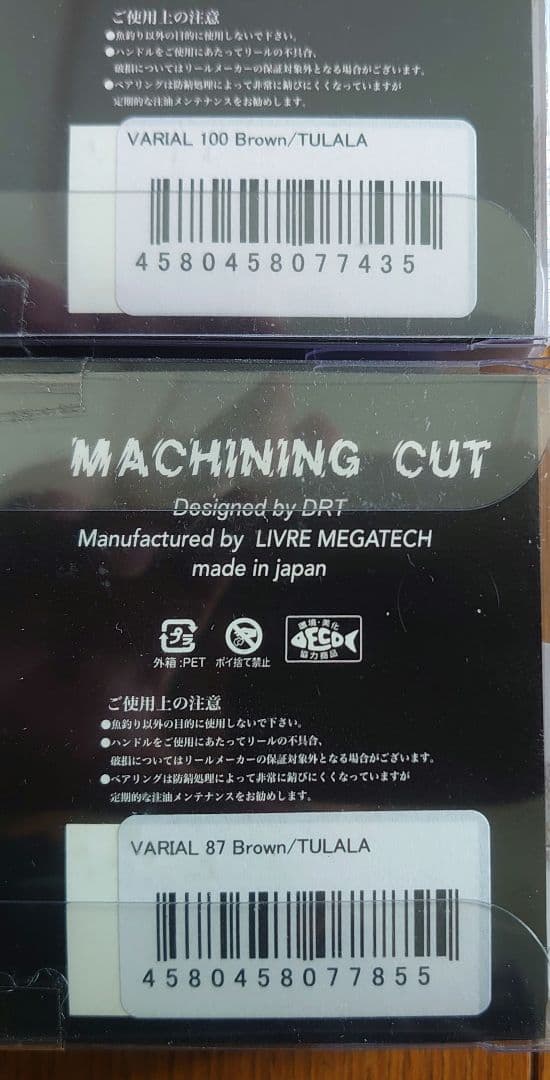 ご使用上の注意
●魚釣り以外の目的に使用しないで下さい。
●ハンドルをご使用にあたってリールの不具合、
破損についてはリールメーカーの保証対象外となる場合がございます。
●ベアリングは防錆処理によって非常に錆びにくくなっていますが
定期的な注油メンテナンスをお勧めします。
VARIAL 100 Brown/TULALA
4580458077435
MACHINING CUT
Designed by DRT
Manufactured by LIVRE MEGATECH
made in japan
プラ
外箱:PET
ポイ捨て禁止
環境・美化
DECO
協力商品
ご使用上の注意
●魚釣り以外の目的に使用しないで下さい。
●ハンドルをご使用にあたってリールの不具合、
破損についてはリールメーカーの保証対象外となる場合がございます。
●ベアリングは防錆処理によって非常に錆びにくくなっていますが
定期的な注油メンテナンスをお勧めします。
VARIAL 87 Brown/TULALA
4580458077855